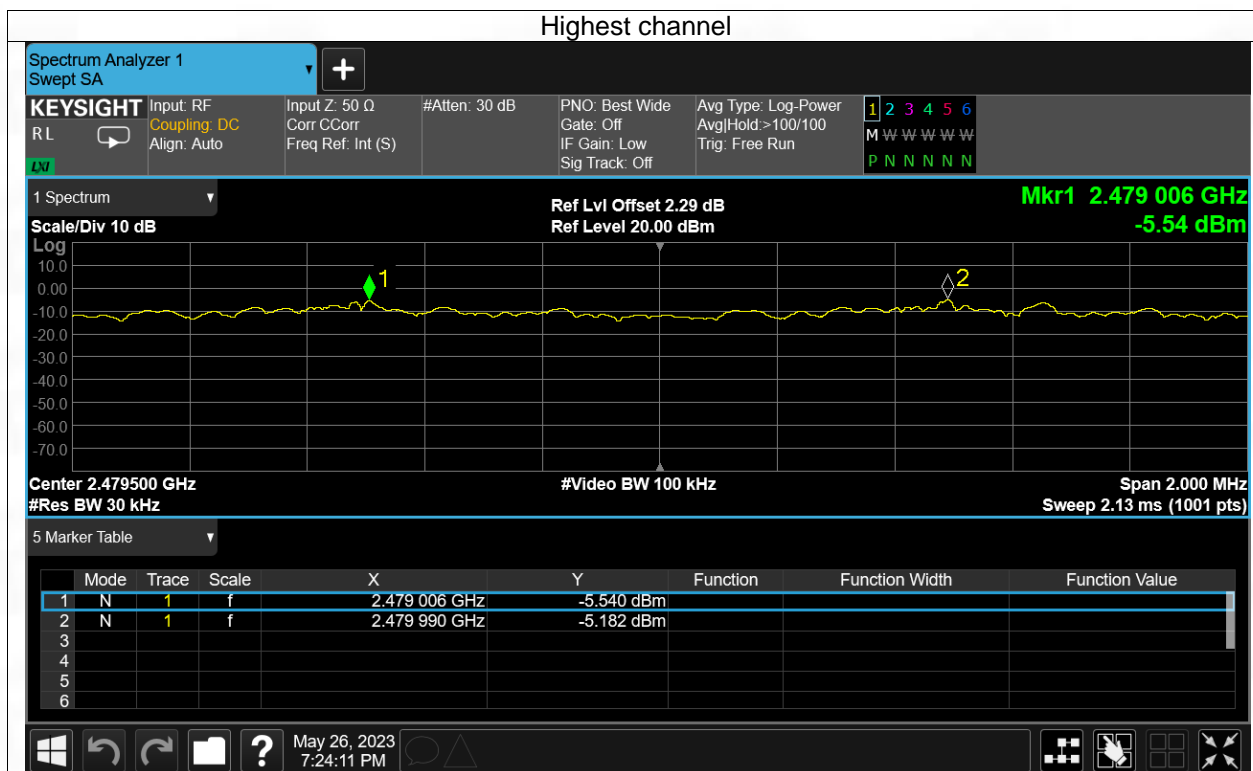 Highest channel
Spectrum Analyzer 1
Swept SA
KEYSIGHT Input: RF Input Z: 50 Ω #Atten: 30 dB PNO: Best Wide Avg Type: Log-Power 1 2 3 4 5 6
RL Coupling: DC Corr CCorr Gate: Off Avg|Hold:>100/100 M W W W W W
Align: Auto Freq Ref: Int (S) IF Gain: Low Trig: Free Run
LXI Sig Track: Off P N N N N N
1 Spectrum Ref Lvl Offset 2.29 dB Mkr1 2.479 006 GHz
Scale/Div 10 dB Ref Level 20.00 dBm -5.54 dBm
Log
10.0
0.00
-10.0
-20.0
-30.0
-40.0
-50.0
-60.0
-70.0
1
2
Center 2.479500 GHz #Video BW 100 kHz Span 2.000 MHz
#Res BW 30 kHz Sweep 2.13 ms (1001 pts)
5 Marker Table
Mode Trace Scale X Y Function Function Width Function Value
1 N 1 f 2.479 006 GHz -5.540 dBm
2 N 1 f 2.479 990 GHz -5.182 dBm
3
4
5
6
? May 26, 2023
7:24:11 PM